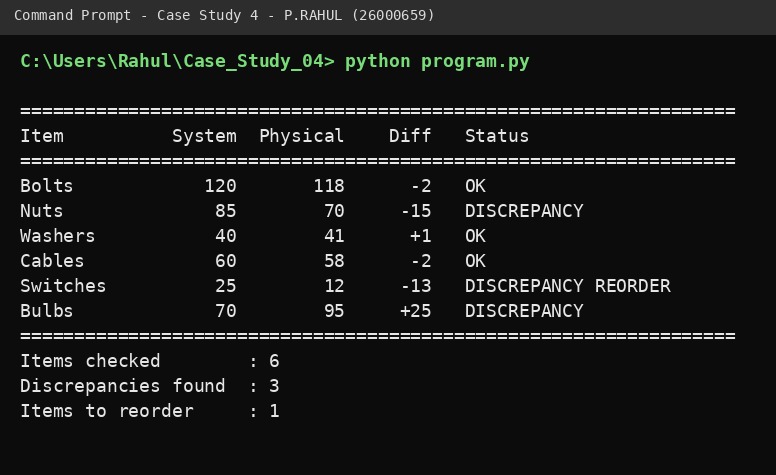 Command Prompt - Case Study 4 - P.RAHUL (26000659)
C:\Users\Rahul\Case_Study_04> python program.py
==================================================================
Item          System  Physical    Diff   Status
==================================================================
Bolts            120       118      -2   OK
Nuts              85        70     -15   DISCREPANCY
Washers           40        41      +1   OK
Cables            60        58      -2   OK
Switches          25        12     -13   DISCREPANCY REORDER
Bulbs             70        95     +25   DISCREPANCY
==================================================================
Items checked        : 6
Discrepancies found  : 3
Items to reorder     : 1